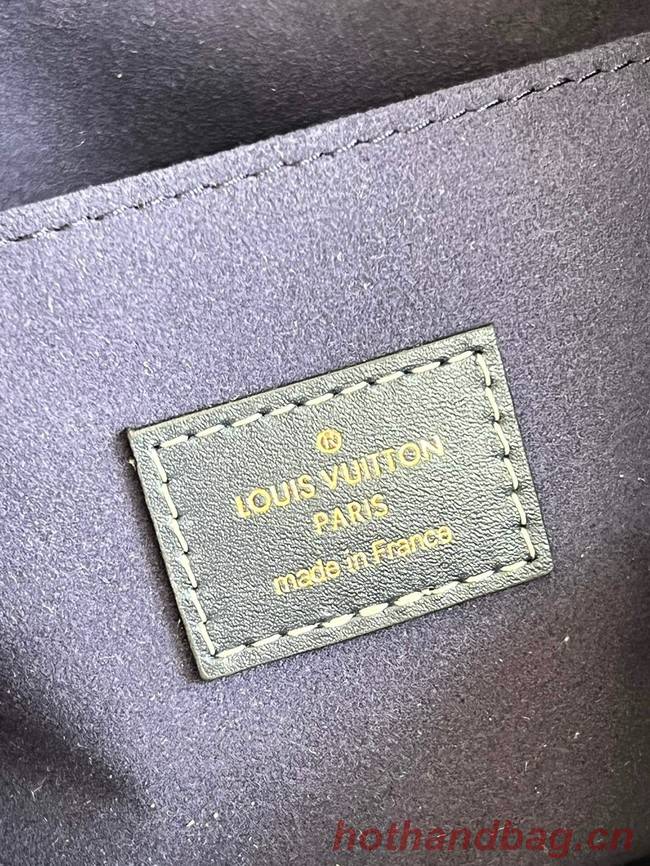 ®
LOUIS VUITTON
PARIS
made in France
hothandbag.cn